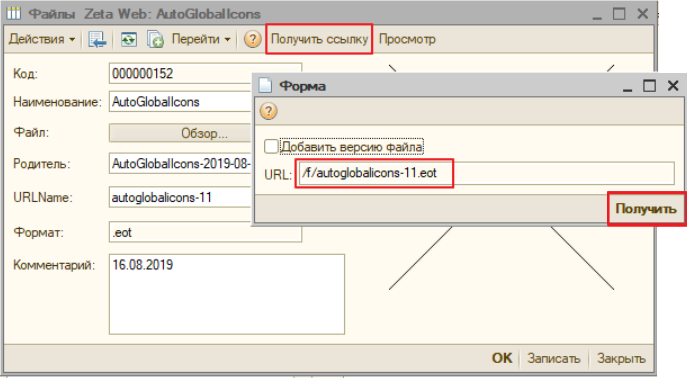 Файлы Zeta Web: AutoGlobalIcons
Действия Перейти ? Получить ссылку Просмотр
Код: 000000152
Наименование: AutoGlobalIcons
Файл: Обзор...
Родитель: AutoGlobalIcons-2019-08-
URLName: autoglobalicons-11
Формат: .eot
Комментарий: 16.08.2019
Форма
?
Добавить версию файла
URL: /f/autoglobalicons-11.eot
Получить
OK Записать Закрыть